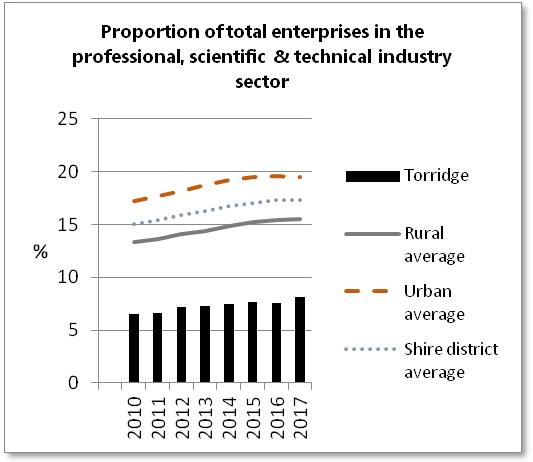 Proportion of total enterprises in the
professional, scientific & technical industry
sector
25
20
15
10
5
0
%
2010
2011
2012
2013
2014
2015
2016
2017
Torridge
Rural
average
Urban
average
Shire district
average